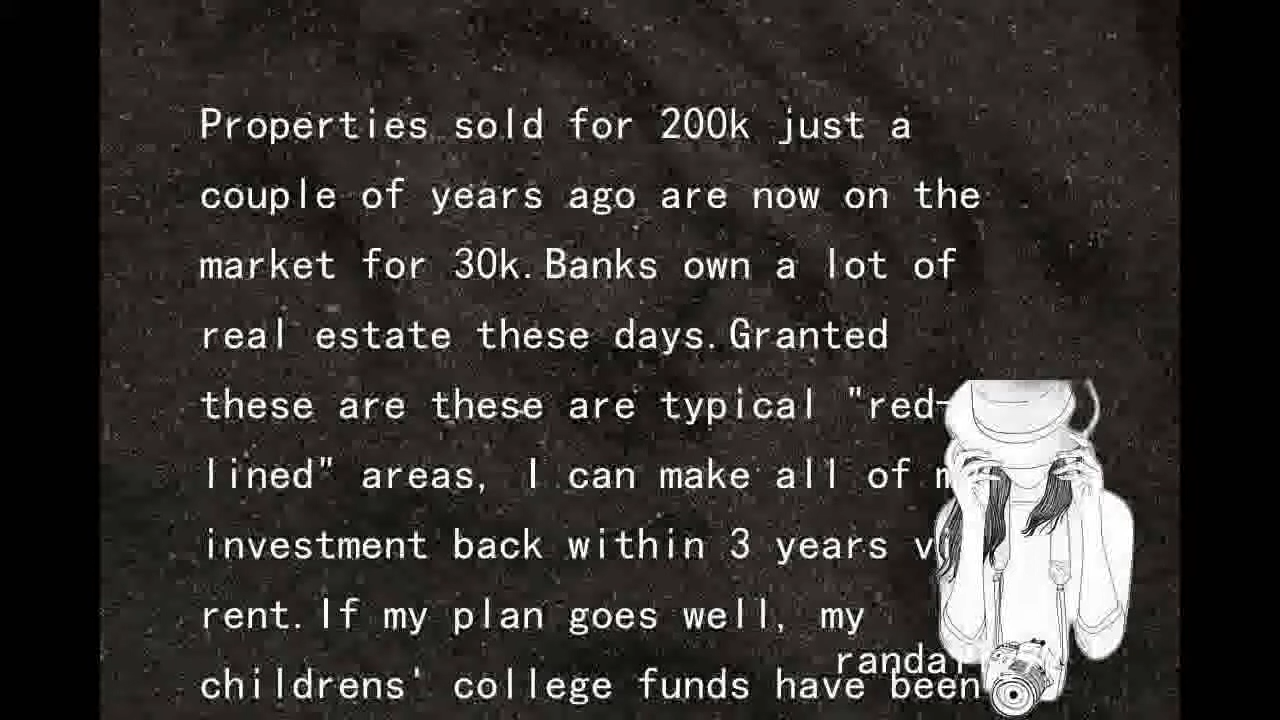 Properties sold for 200k just a
couple of years ago are now on the
market for 30k.Banks own a lot of
real estate these days.Granted
these are these are typical "red-
lined" areas, I can make all of
investment back within 3 years
rent.If my plan goes well, my
childrens' college funds have been